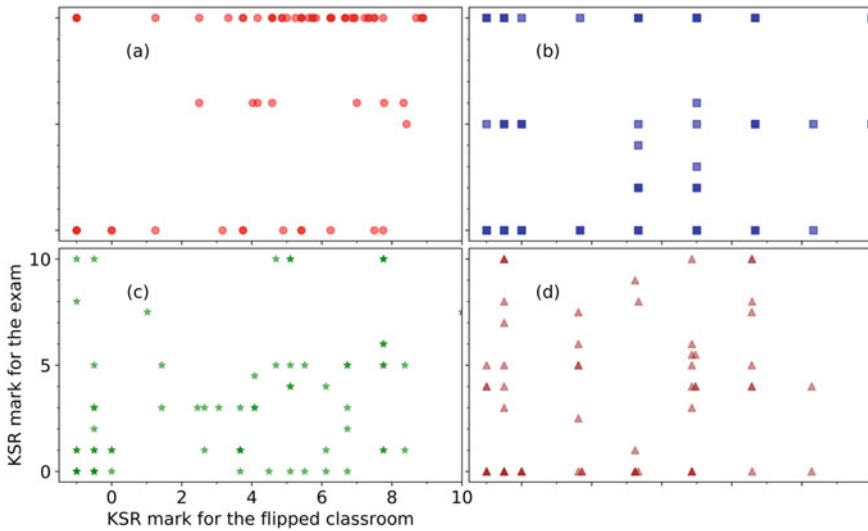 (a)
(b)
10
(c)
(d)
5
0
KSR mark for the exam
0 2 4 6 8 10
KSR mark for the flipped classroom